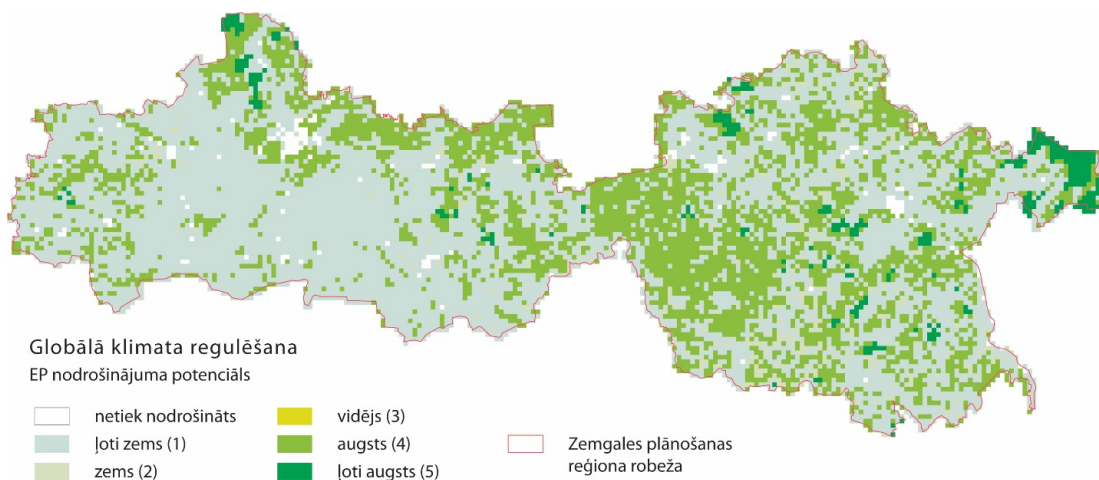 Globālā klimata regulēšana
EP nodrošinājuma potenciāls
netiek nodrošināts
ļoti zems (1)
zems (2)
vidējs (3)
augsts (4)
ļoti augsts (5)
Zemgales plānošanas
reģiona robeža